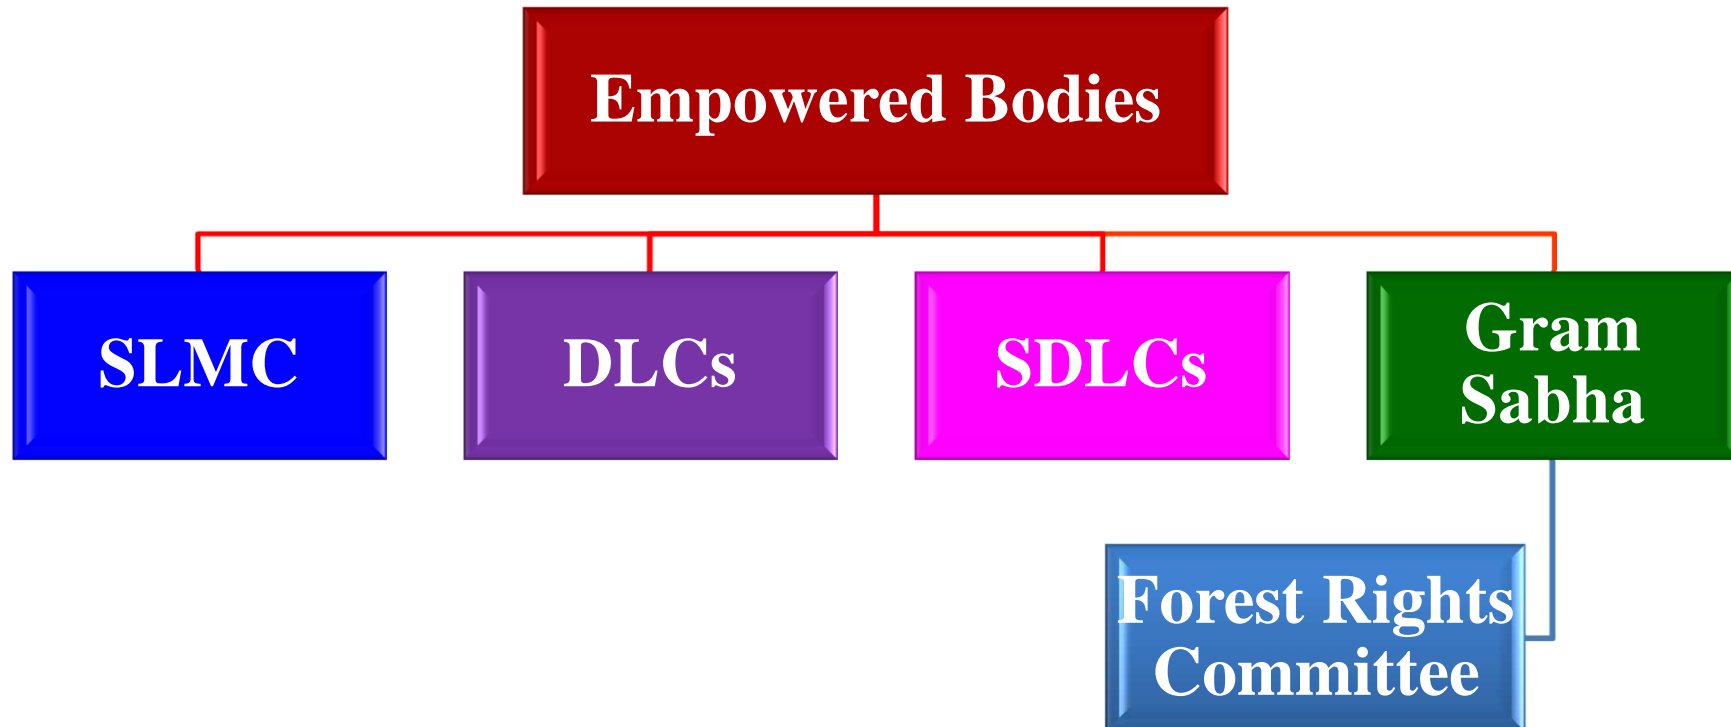 Empowered Bodies
SLMC
DLCs
SDLCs
Gram
Sabha
Forest Rights
Committee